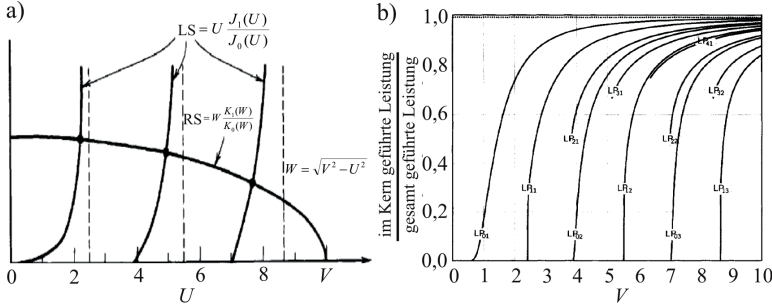 a)
LS = U J₁(U) / J₀(U)
RS = W K₁(W) / K₀(W)
W = √V² – U²
0 2 4 6 8 V
U
b)
im Kern geführte Leistung
gesamt geführte Leistung
1,0
0,8
0,6
0,4
0,2
0,0
LP₀₁ LP₁₁ LP₂₁ LP₀₂ LP₃₁ LP₁₂ LP₄₁ LP₂₂ LP₀₃ LP₃₂ LP₁₃
0 1 2 3 4 5 6 7 8 9 10
V